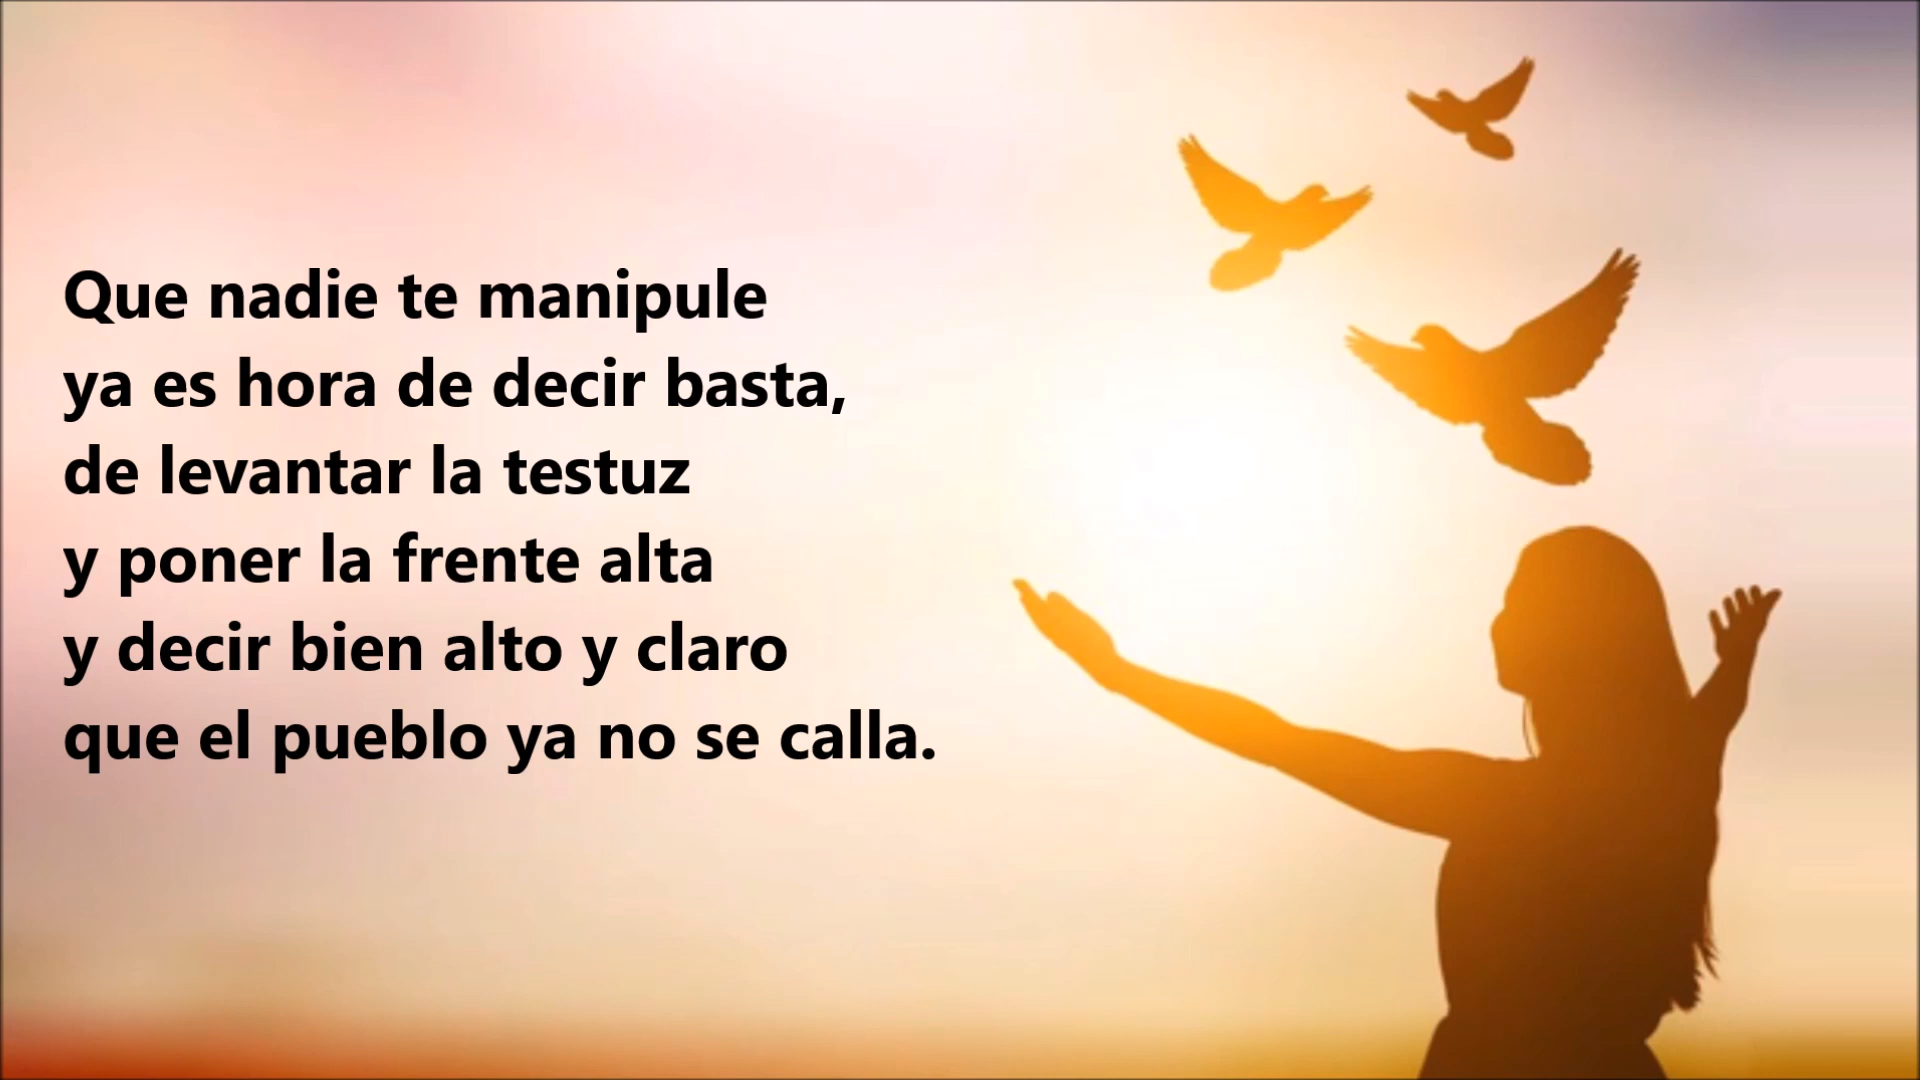 Que nadie te manipule
ya es hora de decir basta,
de levantar la testuz
y poner la frente alta
y decir bien alto y claro
que el pueblo ya no se calla.